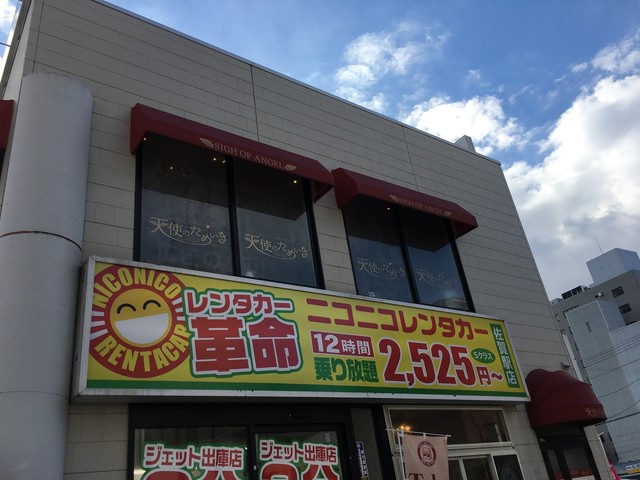 SIGH OF ANGEL
SIGH OF ANGEL
天使のためいき
天使のためいき
天使のためいき
天使のためいき
NICONICO
RENTACAR
レンタカー
革命
ニコニコレンタカー
12時間
乗り放題
2,525円~
Sクラス
佐賀駅店
ジェット出庫店
ジェット出庫店